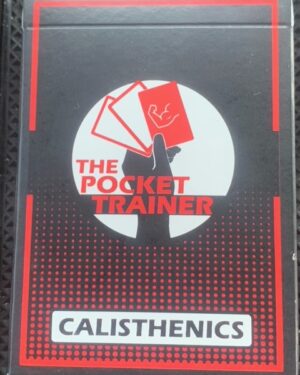 THE
POCKET
TRAINER
CALISTHENICS